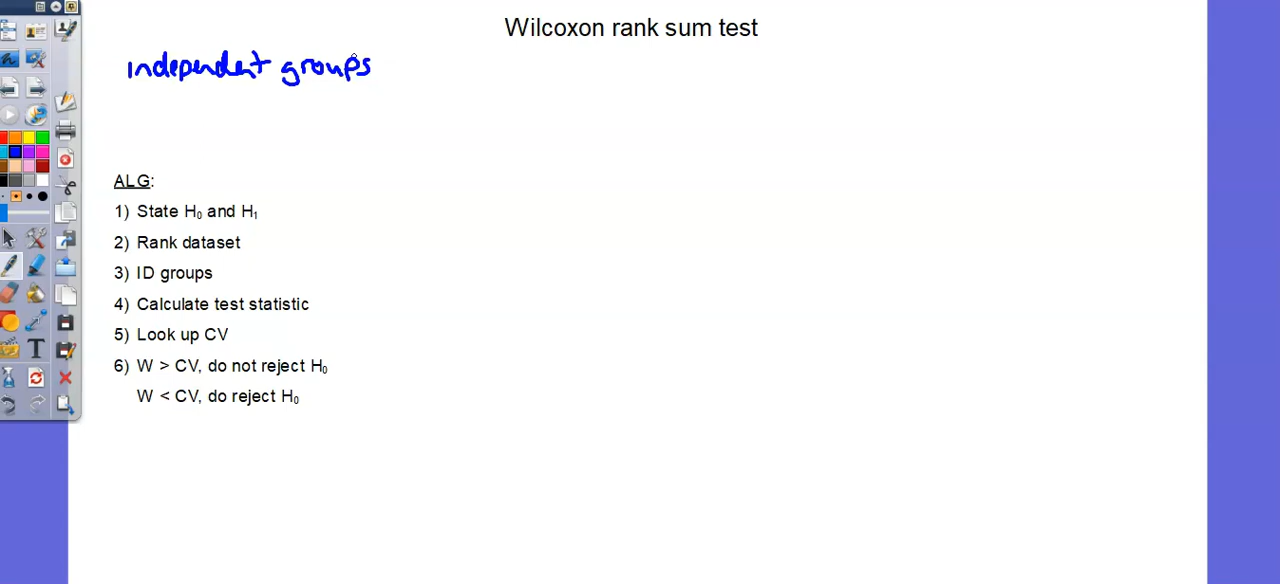 Wilcoxon rank sum test
independent groups
ALG:
1) State H₀ and H₁
2) Rank dataset
3) ID groups
4) Calculate test statistic
5) Look up CV
6) W > CV, do not reject H₀
W < CV, do reject H₀